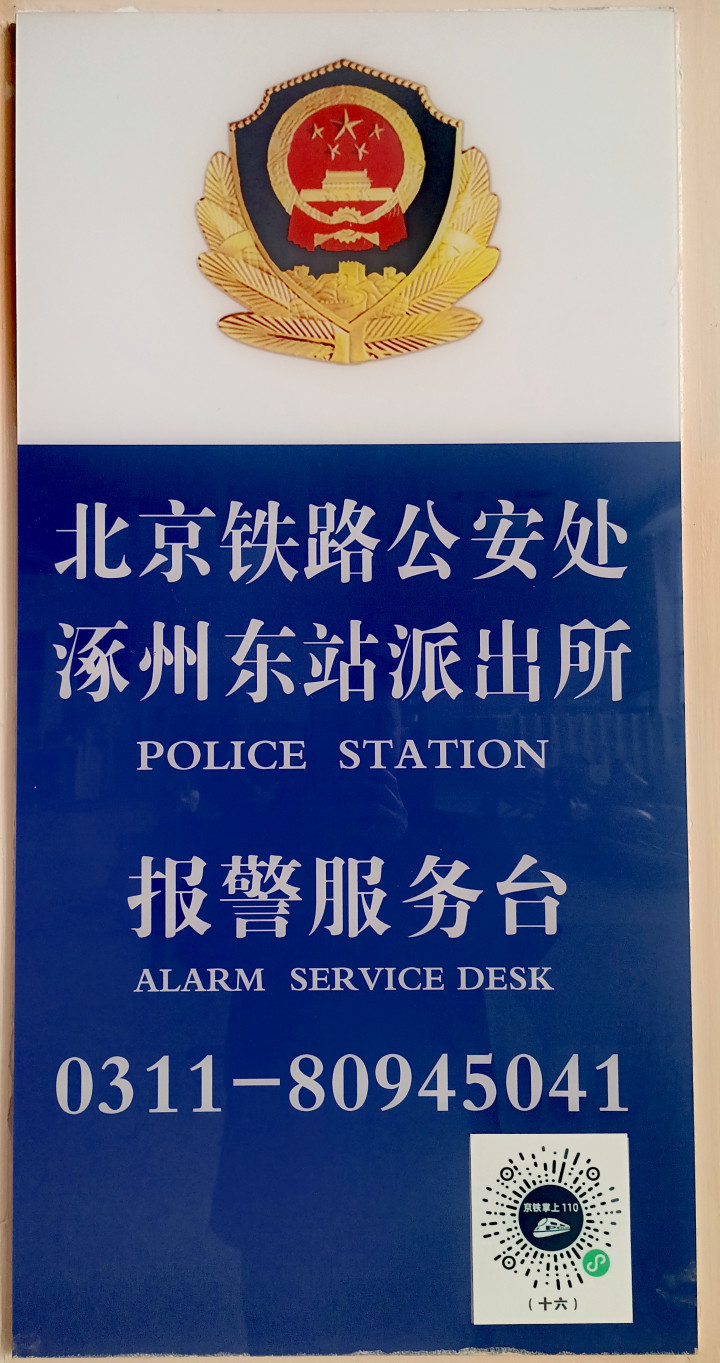 北京铁路公安处
涿州东站派出所
POLICE STATION
报警服务台
ALARM SERVICE DESK
0311-80945041
京铁掌上110
(十六)